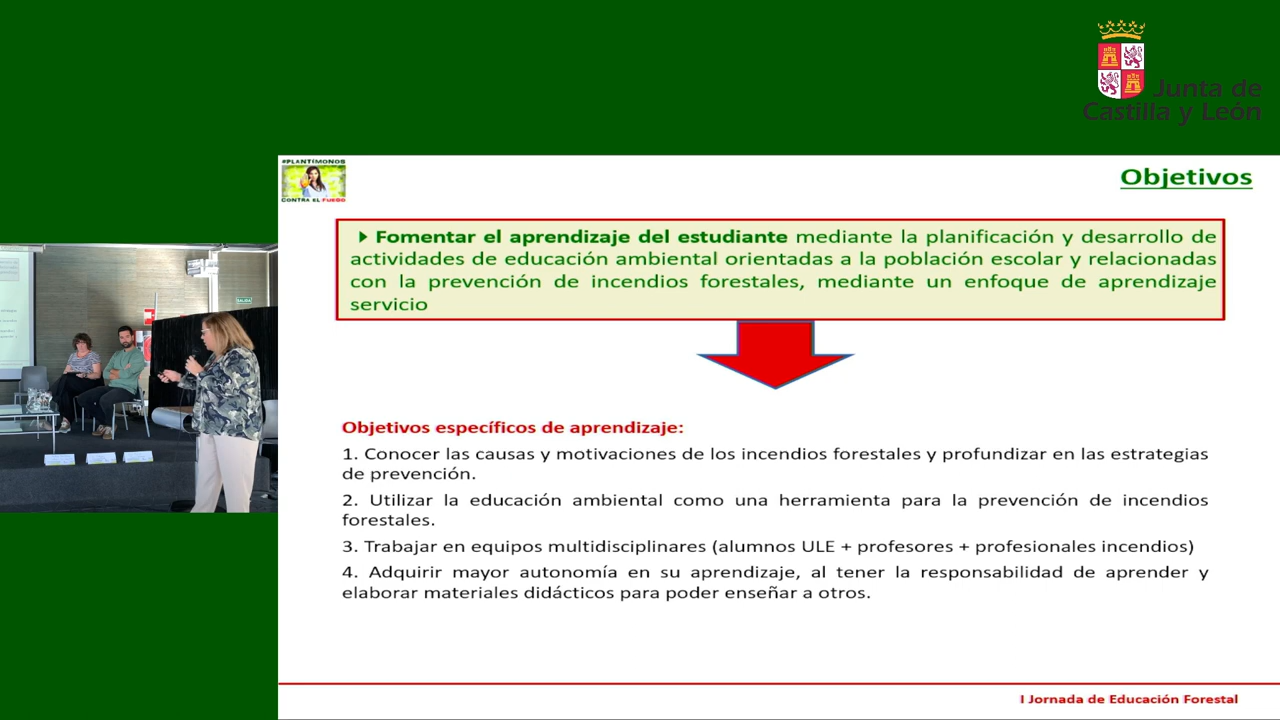 Junta de
Castilla y León
#PLANTÍMONOS
CONTRA EL FUEGO
Objetivos
Fomentar el aprendizaje del estudiante mediante la planificación y desarrollo de
actividades de educación ambiental orientadas a la población escolar y relacionadas
con la prevención de incendios forestales, mediante un enfoque de aprendizaje
servicio
SALIDA
Objetivos específicos de aprendizaje:
1. Conocer las causas y motivaciones de los incendios forestales y profundizar en las estrategias
de prevención.
2. Utilizar la educación ambiental como una herramienta para la prevención de incendios
forestales.
3. Trabajar en equipos multidisciplinares (alumnos ULE + profesores + profesionales incendios)
4. Adquirir mayor autonomía en su aprendizaje, al tener la responsabilidad de aprender y
elaborar materiales didácticos para poder enseñar a otros.
I Jornada de Educación Forestal